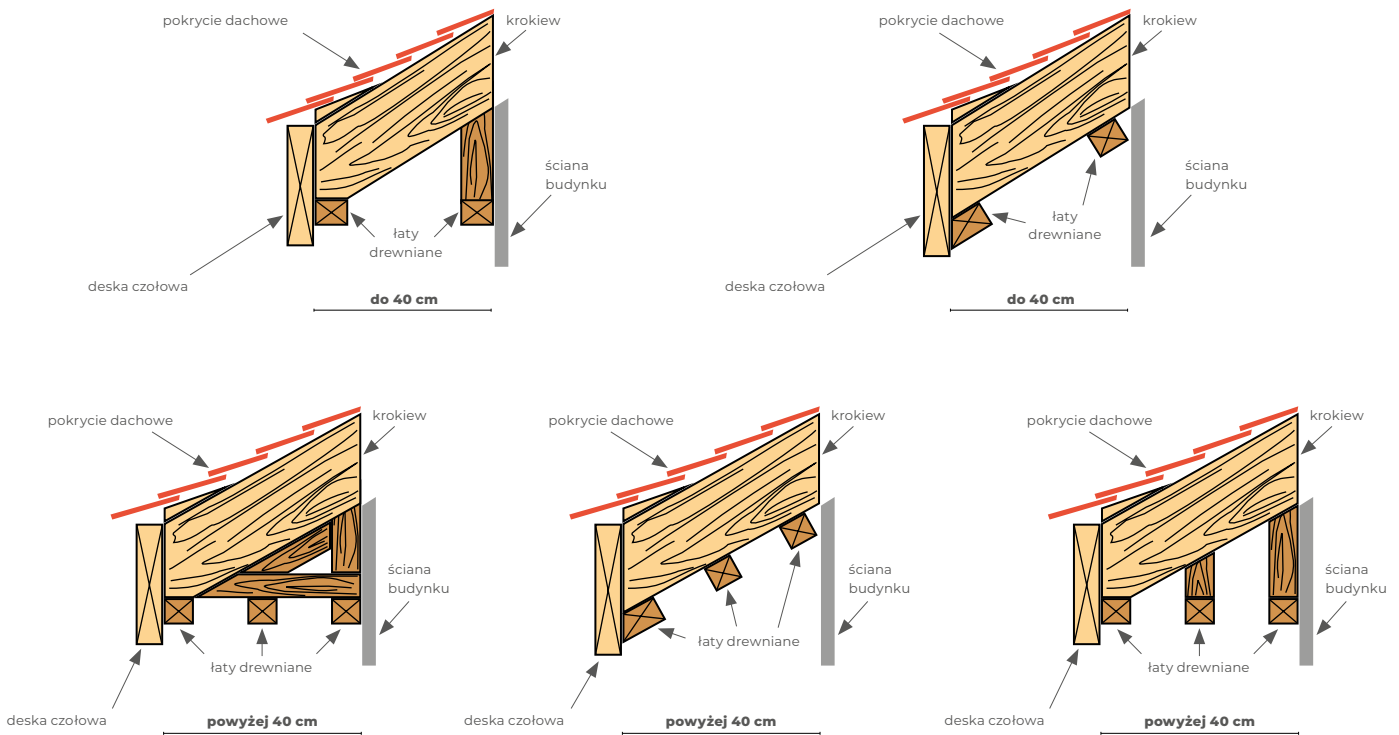 pokrycie dachowe
krokiew
ściana
budynku
łaty
drewniane
deska czołowa
do 40 cm
pokrycie dachowe
krokiew
ściana
budynku
łaty
drewniane
deska czołowa
do 40 cm
pokrycie dachowe
krokiew
ściana
budynku
łaty drewniane
deska czołowa
powyżej 40 cm
pokrycie dachowe
krokiew
ściana
budynku
łaty drewniane
deska czołowa
powyżej 40 cm
pokrycie dachowe
krokiew
ściana
budynku
łaty drewniane
deska czołowa
powyżej 40 cm